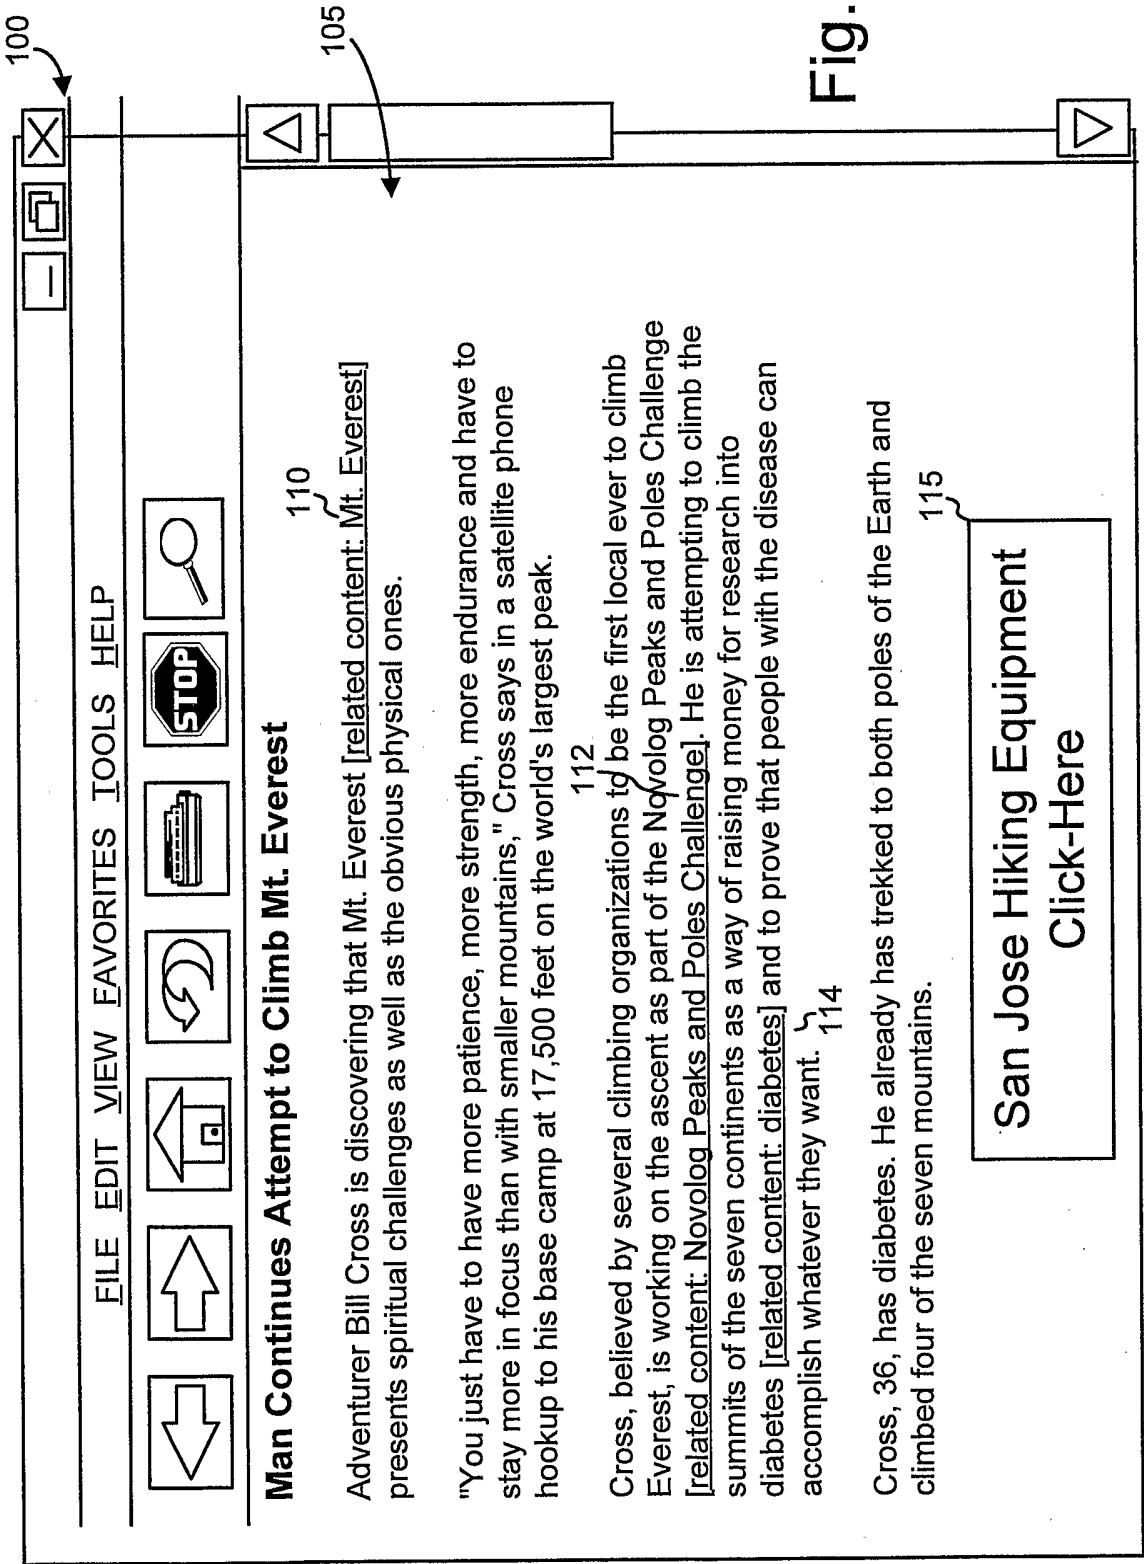 100
FILE EDIT VIEW FAVORITES TOOLS HELP
STOP
105
Man Continues Attempt to Climb Mt. Everest
110
Adventurer Bill Cross is discovering that Mt. Everest [related content: Mt. Everest]
presents spiritual challenges as well as the obvious physical ones.
"You just have to have more patience, more strength, more endurance and have to
stay more in focus than with smaller mountains," Cross says in a satellite phone
hookup to his base camp at 17,500 feet on the world's largest peak.
112
Cross, believed by several climbing organizations to be the first local ever to climb
Everest, is working on the ascent as part of the Novolog Peaks and Poles Challenge
[related content: Novolog Peaks and Poles Challenge]. He is attempting to climb the
summits of the seven continents as a way of raising money for research into
diabetes [related content: diabetes] and to prove that people with the disease can
accomplish whatever they want.
114
Cross, 36, has diabetes. He already has trekked to both poles of the Earth and
climbed four of the seven mountains.
115
San Jose Hiking Equipment
Click-Here
Fig.